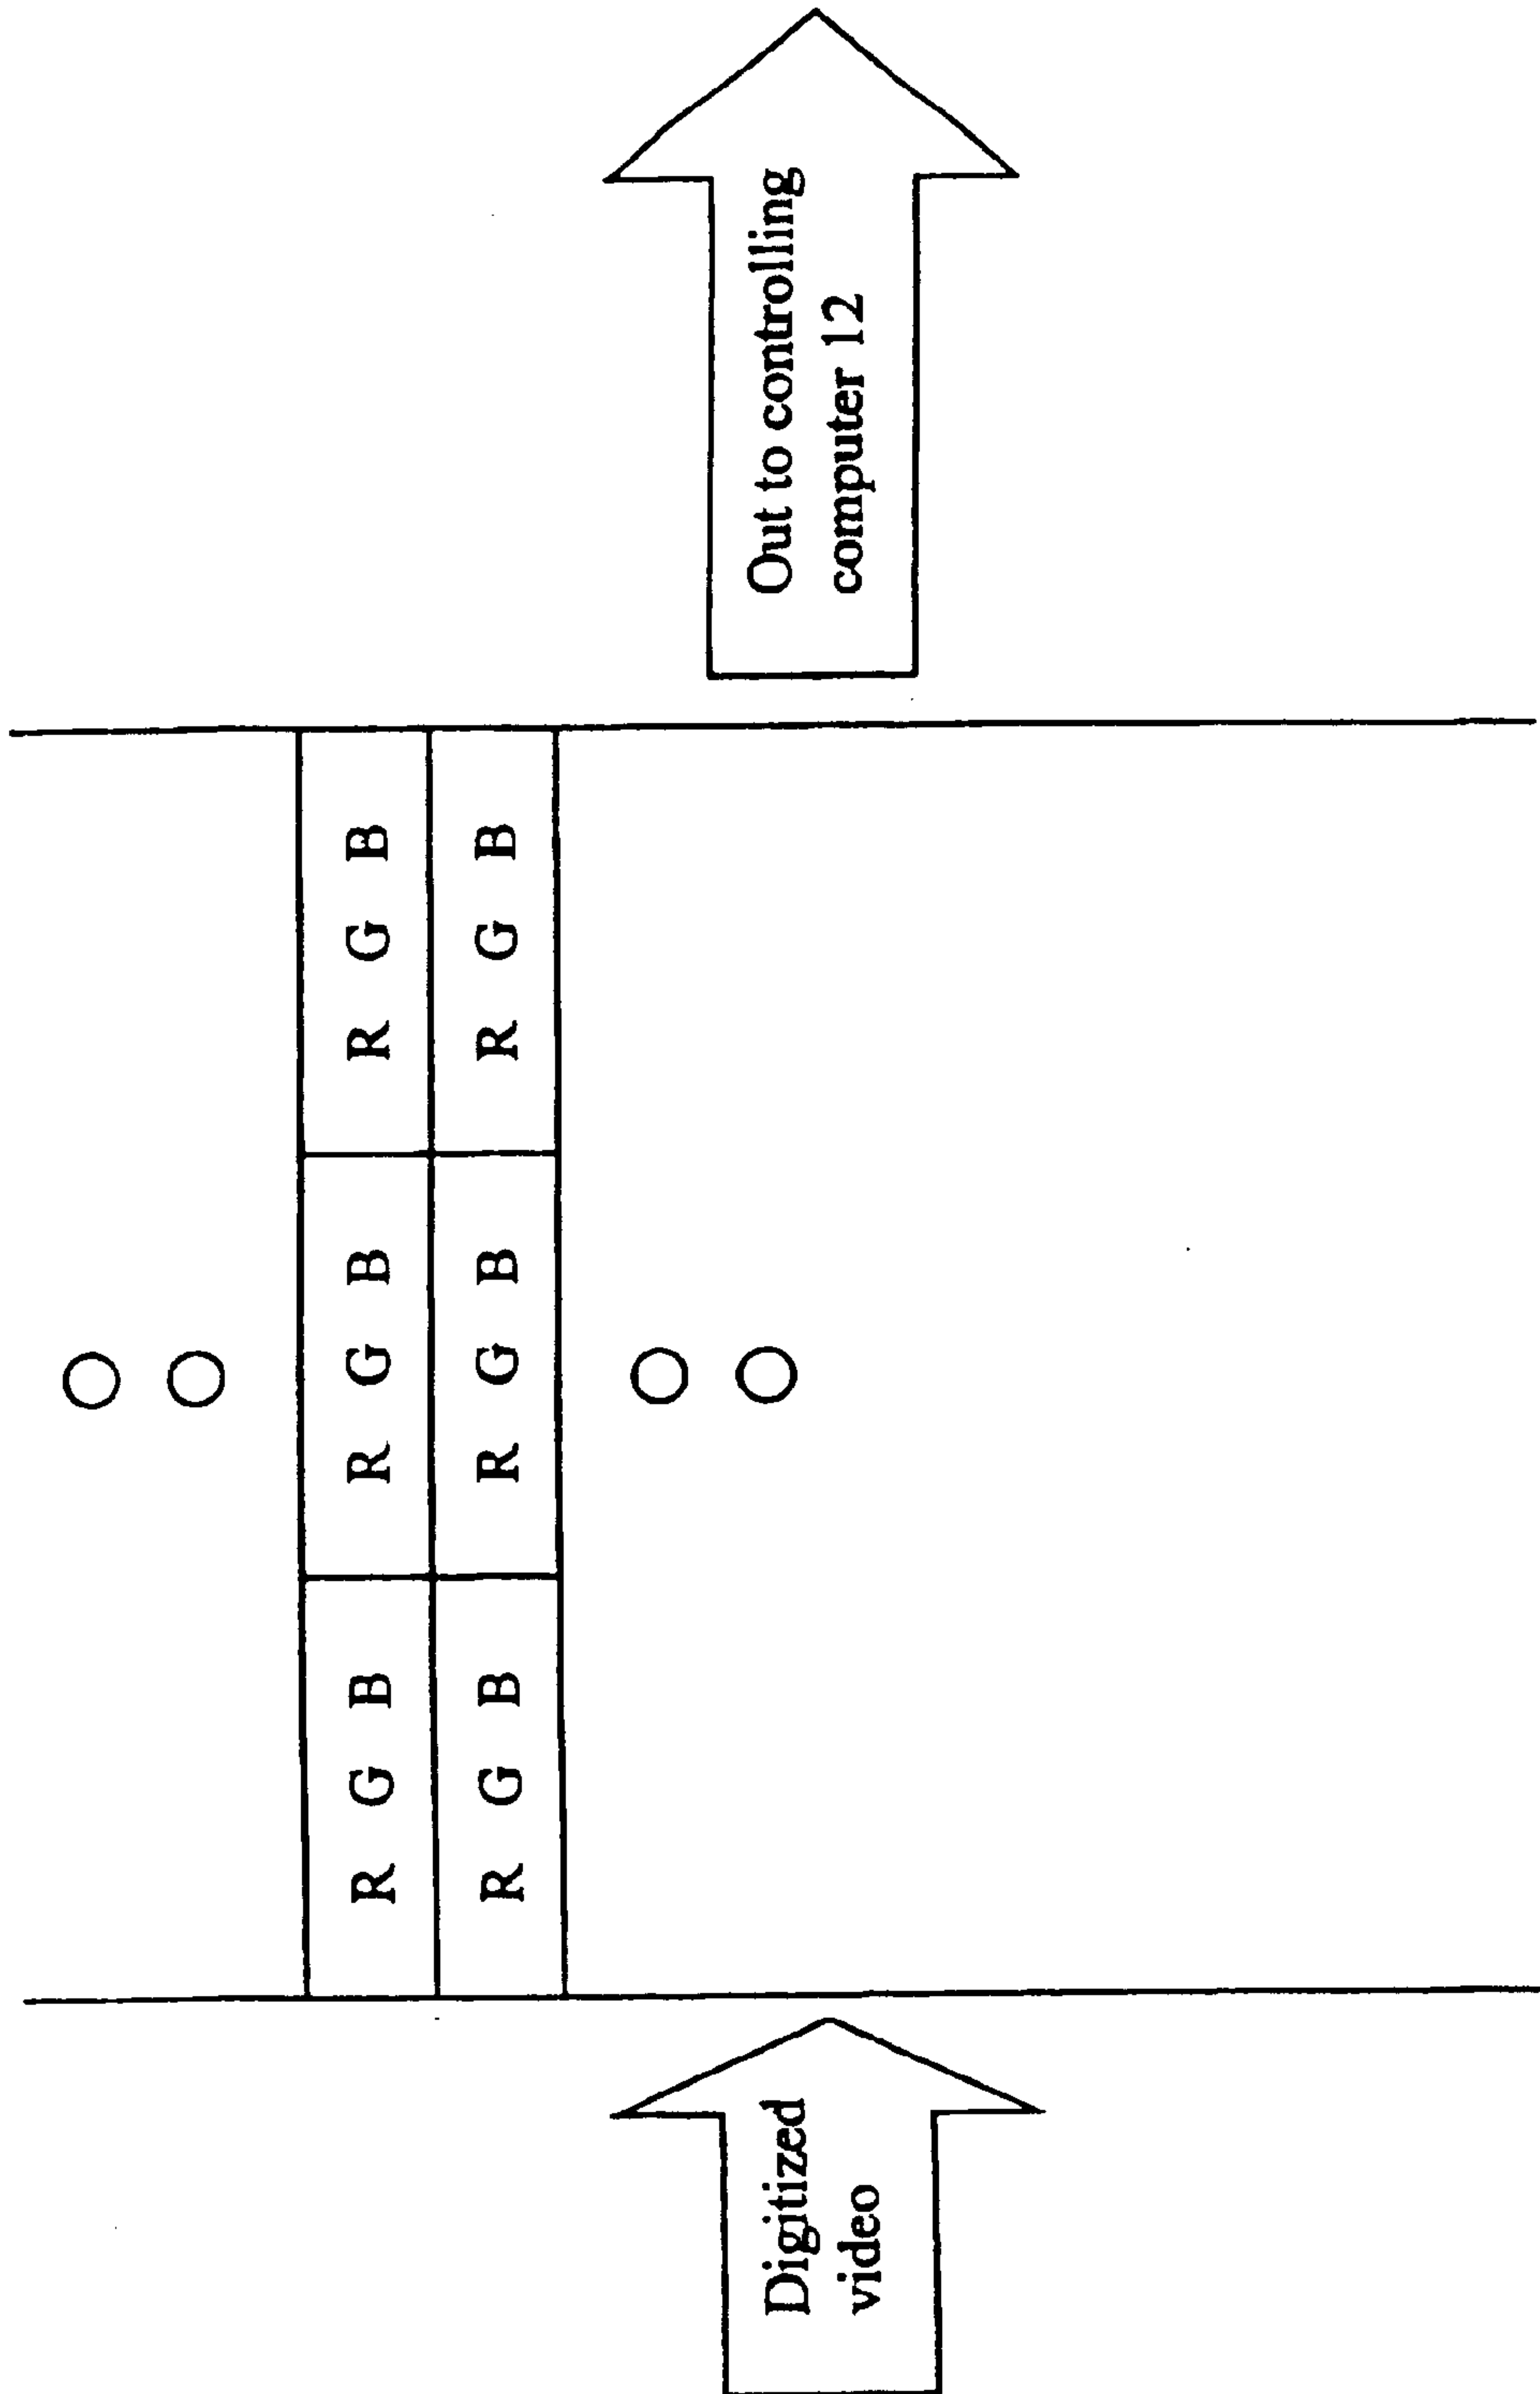 R G B R G B R G B
R G B R G B R G B
Digitized
video
Out to controlling
computer 12